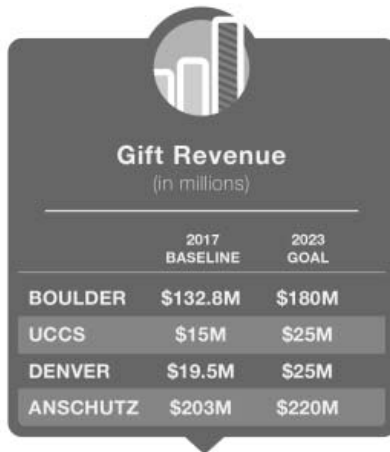 Gift Revenue
(in millions)
2017 2023
BASELINE GOAL
BOULDER $132.8M $180M
UCCS $15M $25M
DENVER $19.5M $25M
ANSCHUTZ $203M $220M